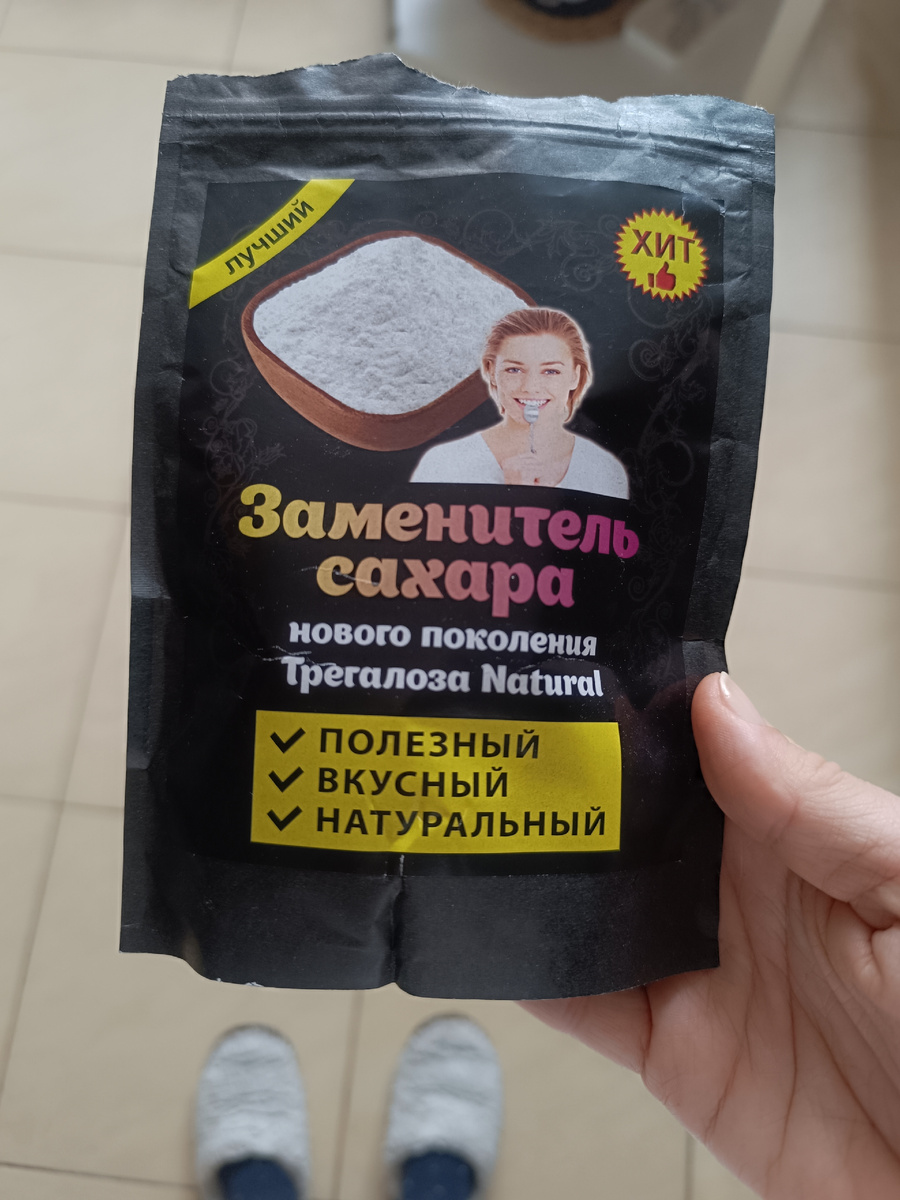 ЛУЧШИЙ
ХИТ
Заменитель
сахара
нового поколения
Трегалоза Natural
ПОЛЕЗНЫЙ
ВКУСНЫЙ
НАТУРАЛЬНЫЙ